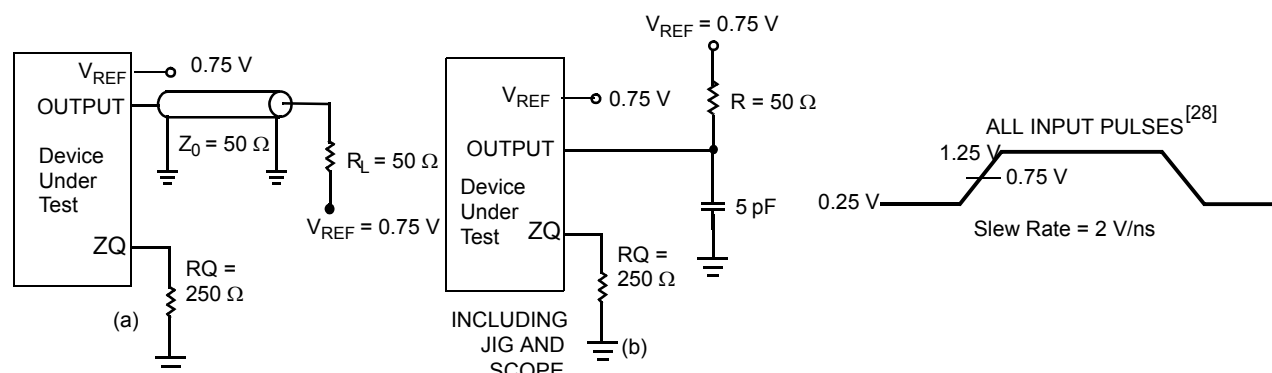 V_REF
0.75 V
OUTPUT
Z_0 = 50 Ω
Device
Under
Test
R_L = 50 Ω
V_REF = 0.75 V
ZQ
RQ =
250 Ω
(a)
V_REF = 0.75 V
V_REF
0.75 V
R = 50 Ω
OUTPUT
Device
Under
Test
5 pF
ZQ
RQ =
250 Ω
INCLUDING
JIG AND
SCOPE
(b)
ALL INPUT PULSES[28]
1.25 V
0.75 V
0.25 V
Slew Rate = 2 V/ns